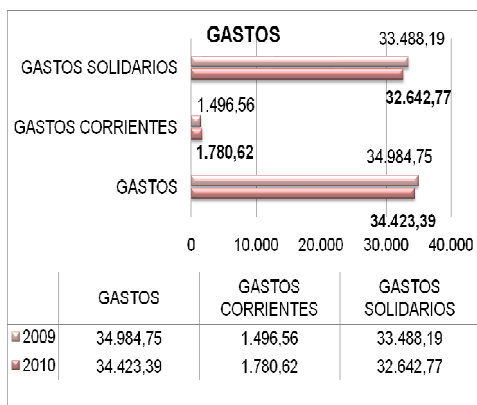 GASTOS
33.488,19
GASTOS SOLIDARIOS
32.642,77
1.496,56
GASTOS CORRIENTES
1.780,62
34.984,75
GASTOS
34.423,39
0 10.000 20.000 30.000 40.000
GASTOS GASTOS CORRIENTES GASTOS SOLIDARIOS
2009 34.984,75 1.496,56 33.488,19
2010 34.423,39 1.780,62 32.642,77